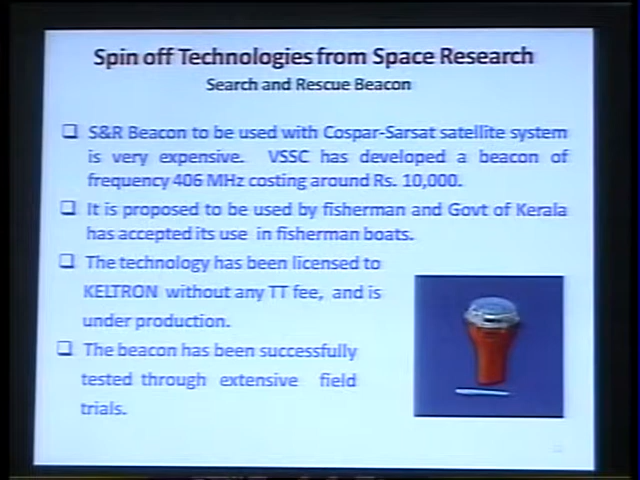 Spin off Technologies from Space Research
Search and Rescue Beacon
❑ S&R Beacon to be used with Cospar-Sarsat satellite system
is very expensive. VSSC has developed a beacon of
frequency 406 MHz costing around Rs. 10,000.
❑ It is proposed to be used by fisherman and Govt of Kerala
has accepted its use in fisherman boats.
❑ The technology has been licensed to
KELTRON without any TT fee, and is
under production.
❑ The beacon has been successfully
tested through extensive field
trials.